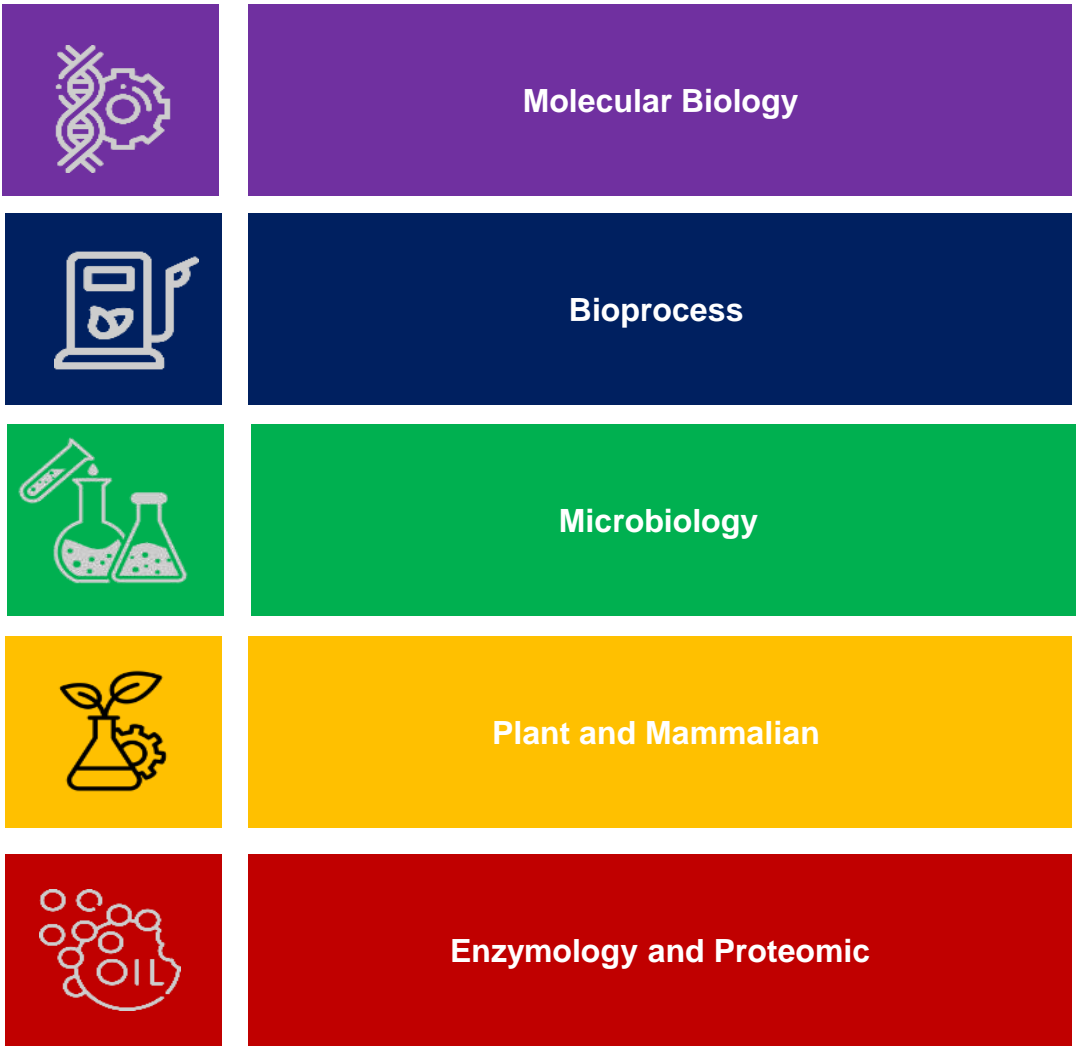 Molecular Biology
Bioprocess
Microbiology
Plant and Mammalian
OIL
Enzymology and Proteomic